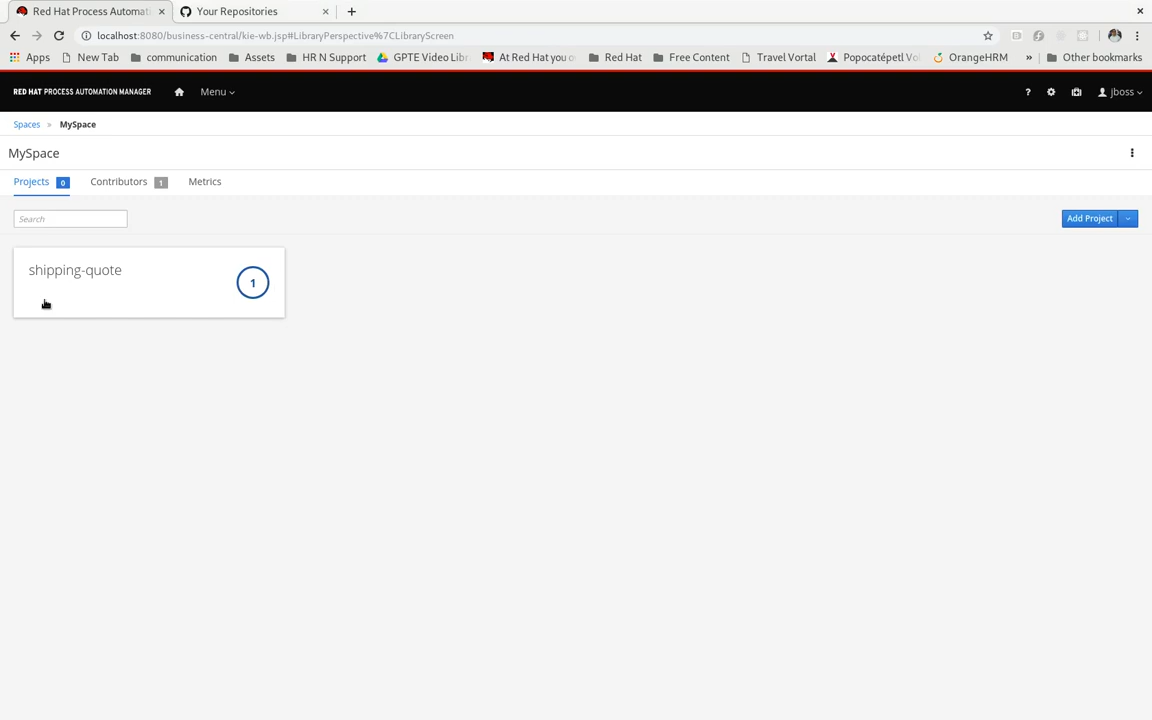 Red Hat Process Automati
Your Repositories
localhost:8080/business-central/kie-wb.jsp#LibraryPerspective%7CLibraryScreen
Apps New Tab communication Assets HR N Support GPTE Video Libr At Red Hat you o Red Hat Free Content Travel Vortal Popocatépetl Vol OrangeHRM » Other bookmarks
RED HAT PROCESS AUTOMATION MANAGER Menu ? jboss
Spaces » MySpace
MySpace
Projects 0 Contributors 1 Metrics
Search Add Project
shipping-quote 1